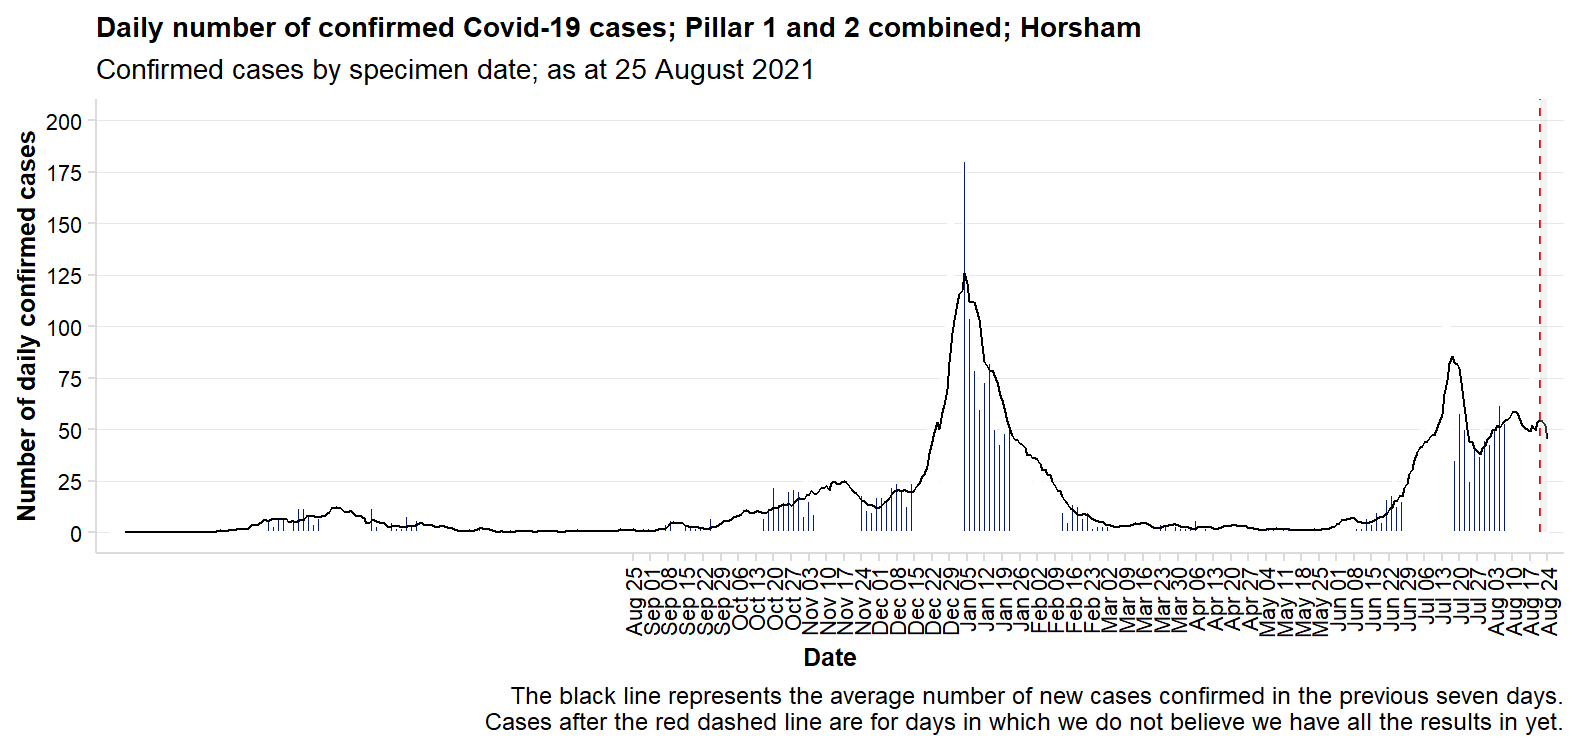 Daily number of confirmed Covid-19 cases; Pillar 1 and 2 combined; Horsham
Confirmed cases by specimen date; as at 25 August 2021
Number of daily confirmed cases
200
175
150
125
100
75
50
25
0
Aug 25
Sep 01
Sep 08
Sep 15
Sep 22
Sep 29
Oct 06
Oct 13
Oct 20
Oct 27
Nov 03
Nov 10
Nov 17
Nov 24
Dec 01
Dec 08
Dec 15
Dec 22
Dec 29
Jan 05
Jan 12
Jan 19
Jan 26
Feb 02
Feb 09
Feb 16
Feb 23
Mar 02
Mar 09
Mar 16
Mar 23
Mar 30
Apr 06
Apr 13
Apr 20
Apr 27
May 04
May 11
May 18
May 25
Jun 01
Jun 08
Jun 15
Jun 22
Jun 29
Jul 06
Jul 13
Jul 20
Jul 27
Aug 03
Aug 10
Aug 17
Aug 24
Date
The black line represents the average number of new cases confirmed in the previous seven days.
Cases after the red dashed line are for days in which we do not believe we have all the results in yet.